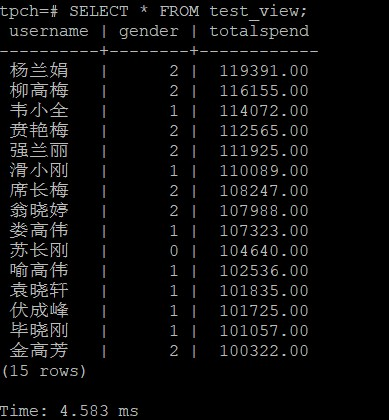 tpch=# SELECT * FROM test_view;
username | gender | totalspend
----------+--------+------------
杨兰娟 | 2 | 119391.00
柳高梅 | 2 | 116155.00
韦小全 | 1 | 114072.00
贲艳梅 | 2 | 112565.00
强兰丽 | 2 | 111925.00
滑小刚 | 1 | 110089.00
席长梅 | 2 | 108247.00
翁晓婷 | 2 | 107988.00
娄高伟 | 1 | 107323.00
苏长刚 | 0 | 104640.00
喻高伟 | 1 | 102536.00
袁晓轩 | 1 | 101835.00
伏成峰 | 1 | 101725.00
毕晓刚 | 1 | 101057.00
金高芳 | 2 | 100322.00
(15 rows)
Time: 4.583 ms